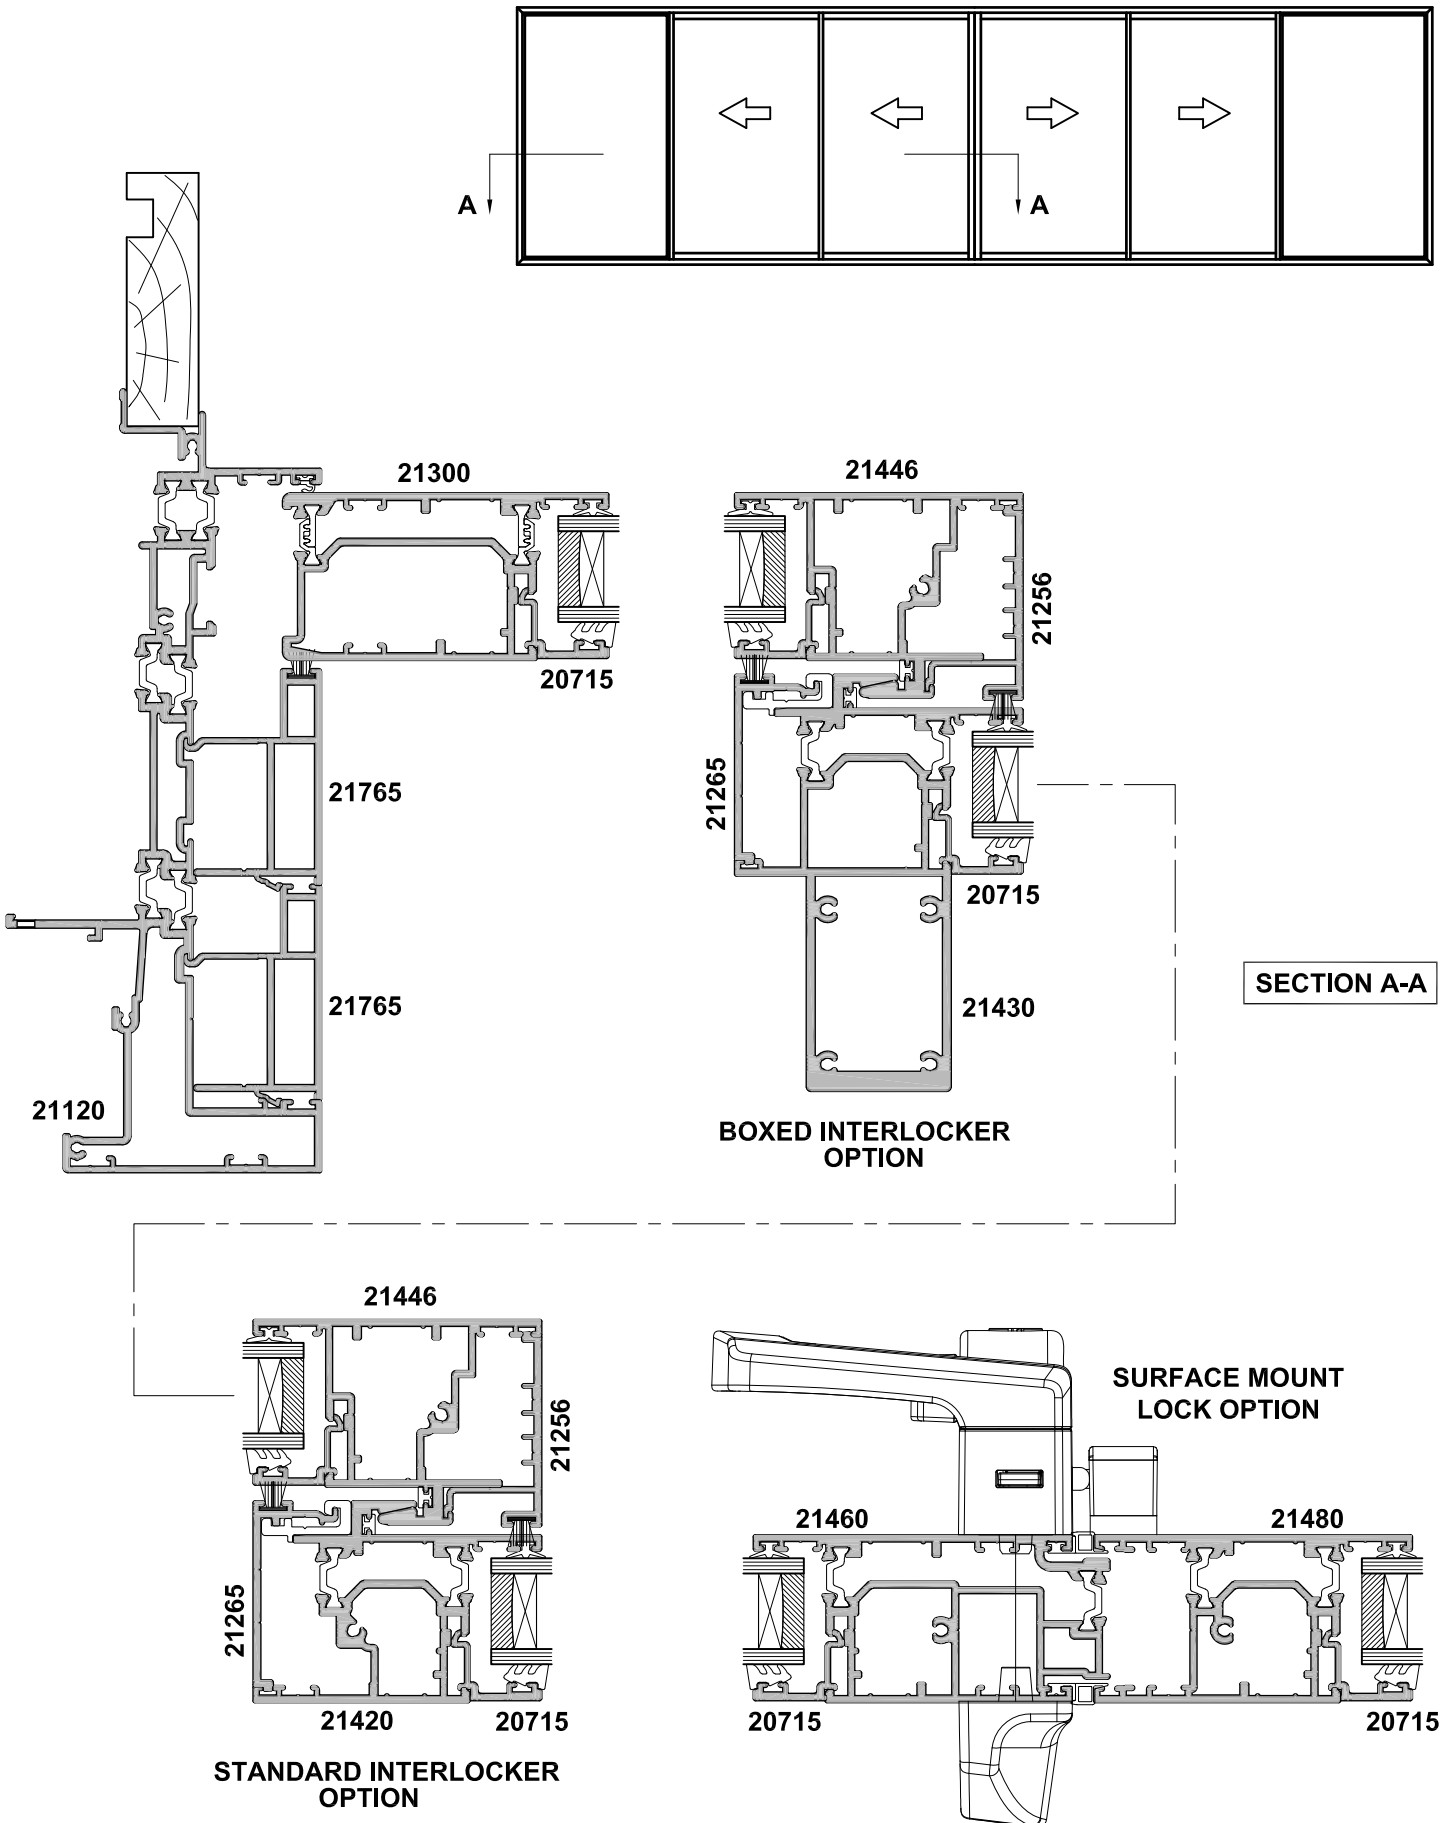 A
A
21300
21446
21256
20715
21765
21265
20715
SECTION A-A
21765
21430
21120
BOXED INTERLOCKER
OPTION
21446
SURFACE MOUNT
LOCK OPTION
21256
21460
21480
21265
21420
20715
20715
20715
STANDARD INTERLOCKER
OPTION